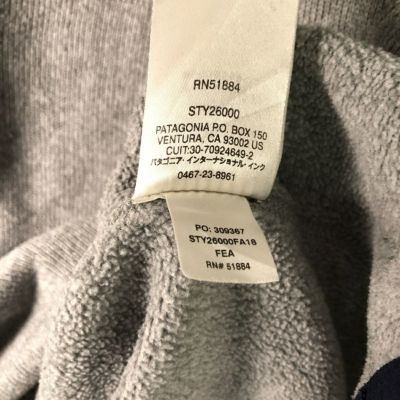 RN51884
STY26000
PATAGONIA P.O. BOX 150
VENTURA, CA 93002 US
CUIT:30-70924649-2
パタゴニア・インターナショナル・インク
0467-23-8961
PO: 309367
STY26000FA18
FEA
RN# 51884